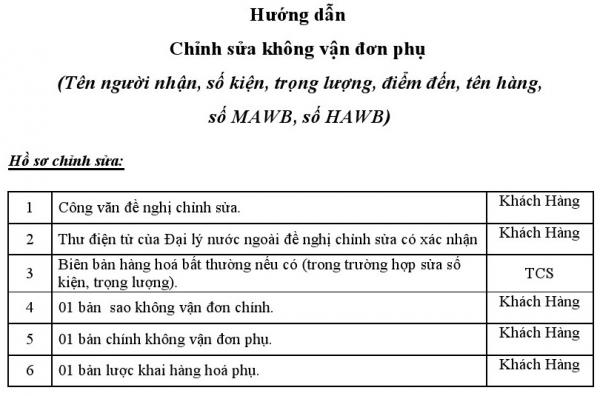 Hướng dẫn
Chỉnh sửa không vận đơn phụ
(Tên người nhận, số kiện, trọng lượng, điểm đến, tên hàng,
số MAWB, số HAWB)
Hồ sơ chỉnh sửa:
1 Công văn đề nghị chỉnh sửa. Khách Hàng
2 Thư điện tử của Đại lý nước ngoài đề nghị chỉnh sửa có xác nhận Khách Hàng
3 Biên bản hàng hoá bất thường nếu có (trong trường hợp sửa số
kiện, trọng lượng). TCS
4 01 bản sao không vận đơn chính. Khách Hàng
5 01 bản chính không vận đơn phụ. Khách Hàng
6 01 bản lược khai hàng hoá phụ. Khách Hàng